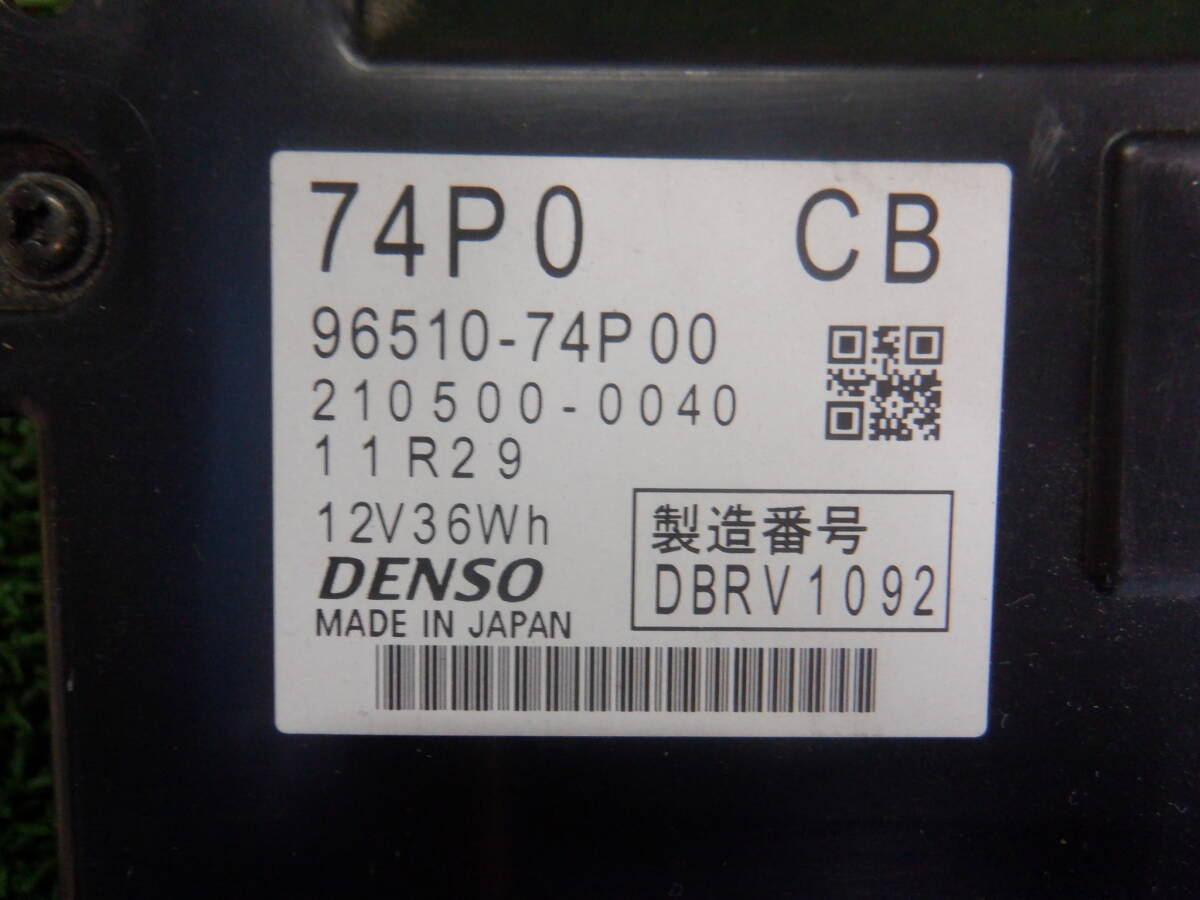 74P0 CB
96510-74P00
210500-0040
11R29
12V36Wh
DENSO
MADE IN JAPAN
製造番号
DBRV1092